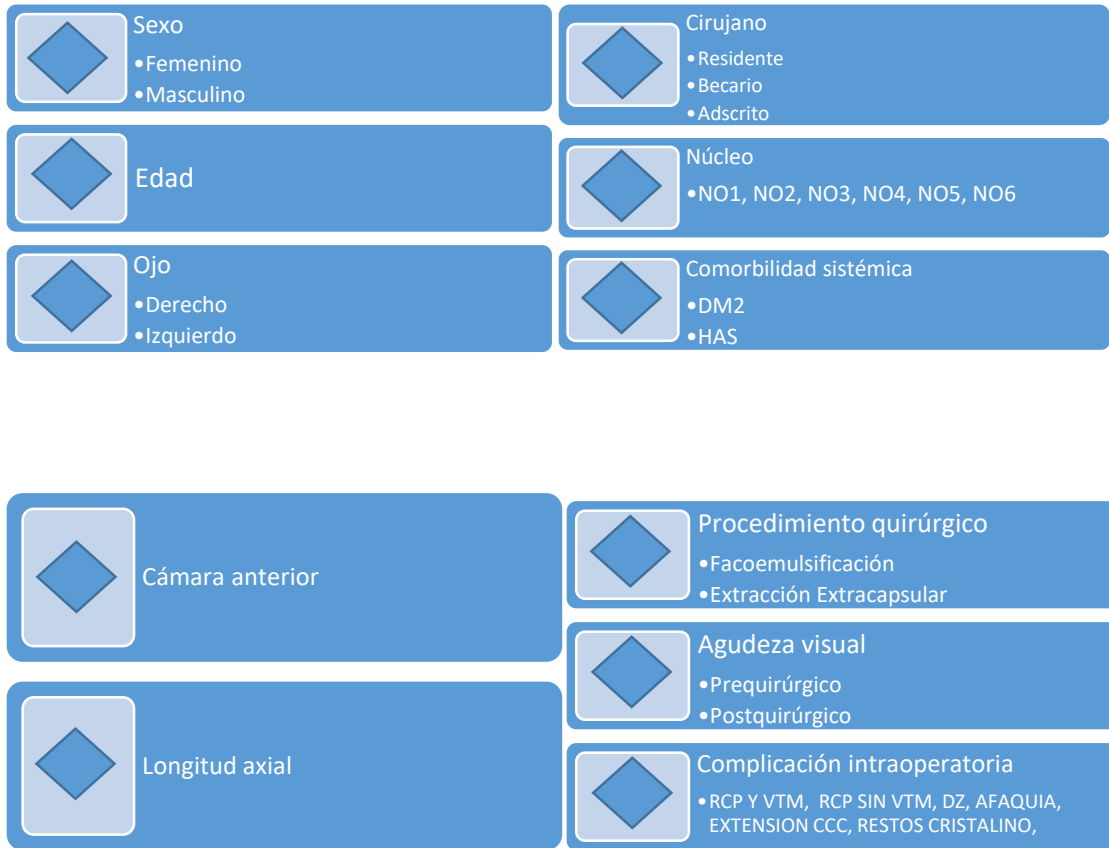 Sexo
•Femenino
•Masculino
Edad
Ojo
•Derecho
•Izquierdo
Cirujano
•Residente
•Becario
•Adscrito
Núcleo
•NO1, NO2, NO3, NO4, NO5, NO6
Comorbilidad sistémica
•DM2
•HAS
Cámara anterior
Longitud axial
Procedimiento quirúrgico
•Facoemulsificación
•Extracción Extracapsular
Agudeza visual
•Prequirúrgico
•Postquirúrgico
Complicación intraoperatoria
•RCP Y VTM, RCP SIN VTM, DZ, AFAQUIA,
EXTENSION CCC, RESTOS CRISTALINO,